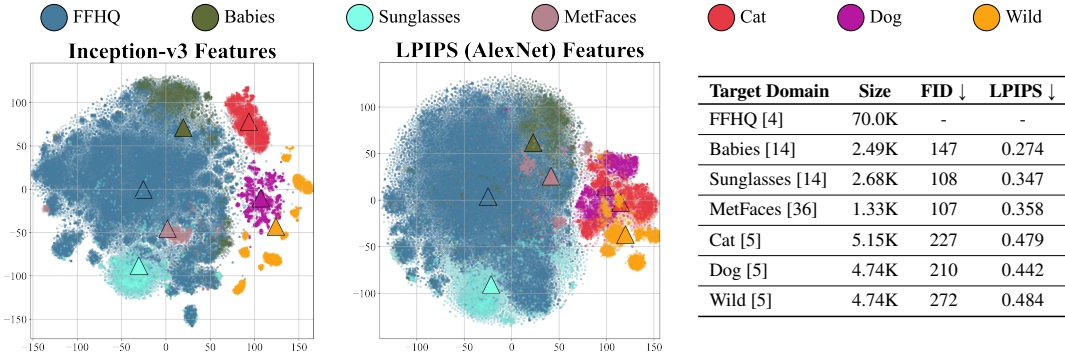 FFHQ Babies Sunglasses MetFaces Cat Dog Wild
Inception-v3 Features
100
50
0
−50
−100
−150
−150 −100 −50 0 50 100 150
LPIPS (AlexNet) Features
100
50
0
−50
−100
−100 −50 0 50 100 150
Target Domain Size FID ↓ LPIPS ↓
FFHQ [4] 70.0K - -
Babies [14] 2.49K 147 0.274
Sunglasses [14] 2.68K 108 0.347
MetFaces [36] 1.33K 107 0.358
Cat [5] 5.15K 227 0.479
Dog [5] 4.74K 210 0.442
Wild [5] 4.74K 272 0.484